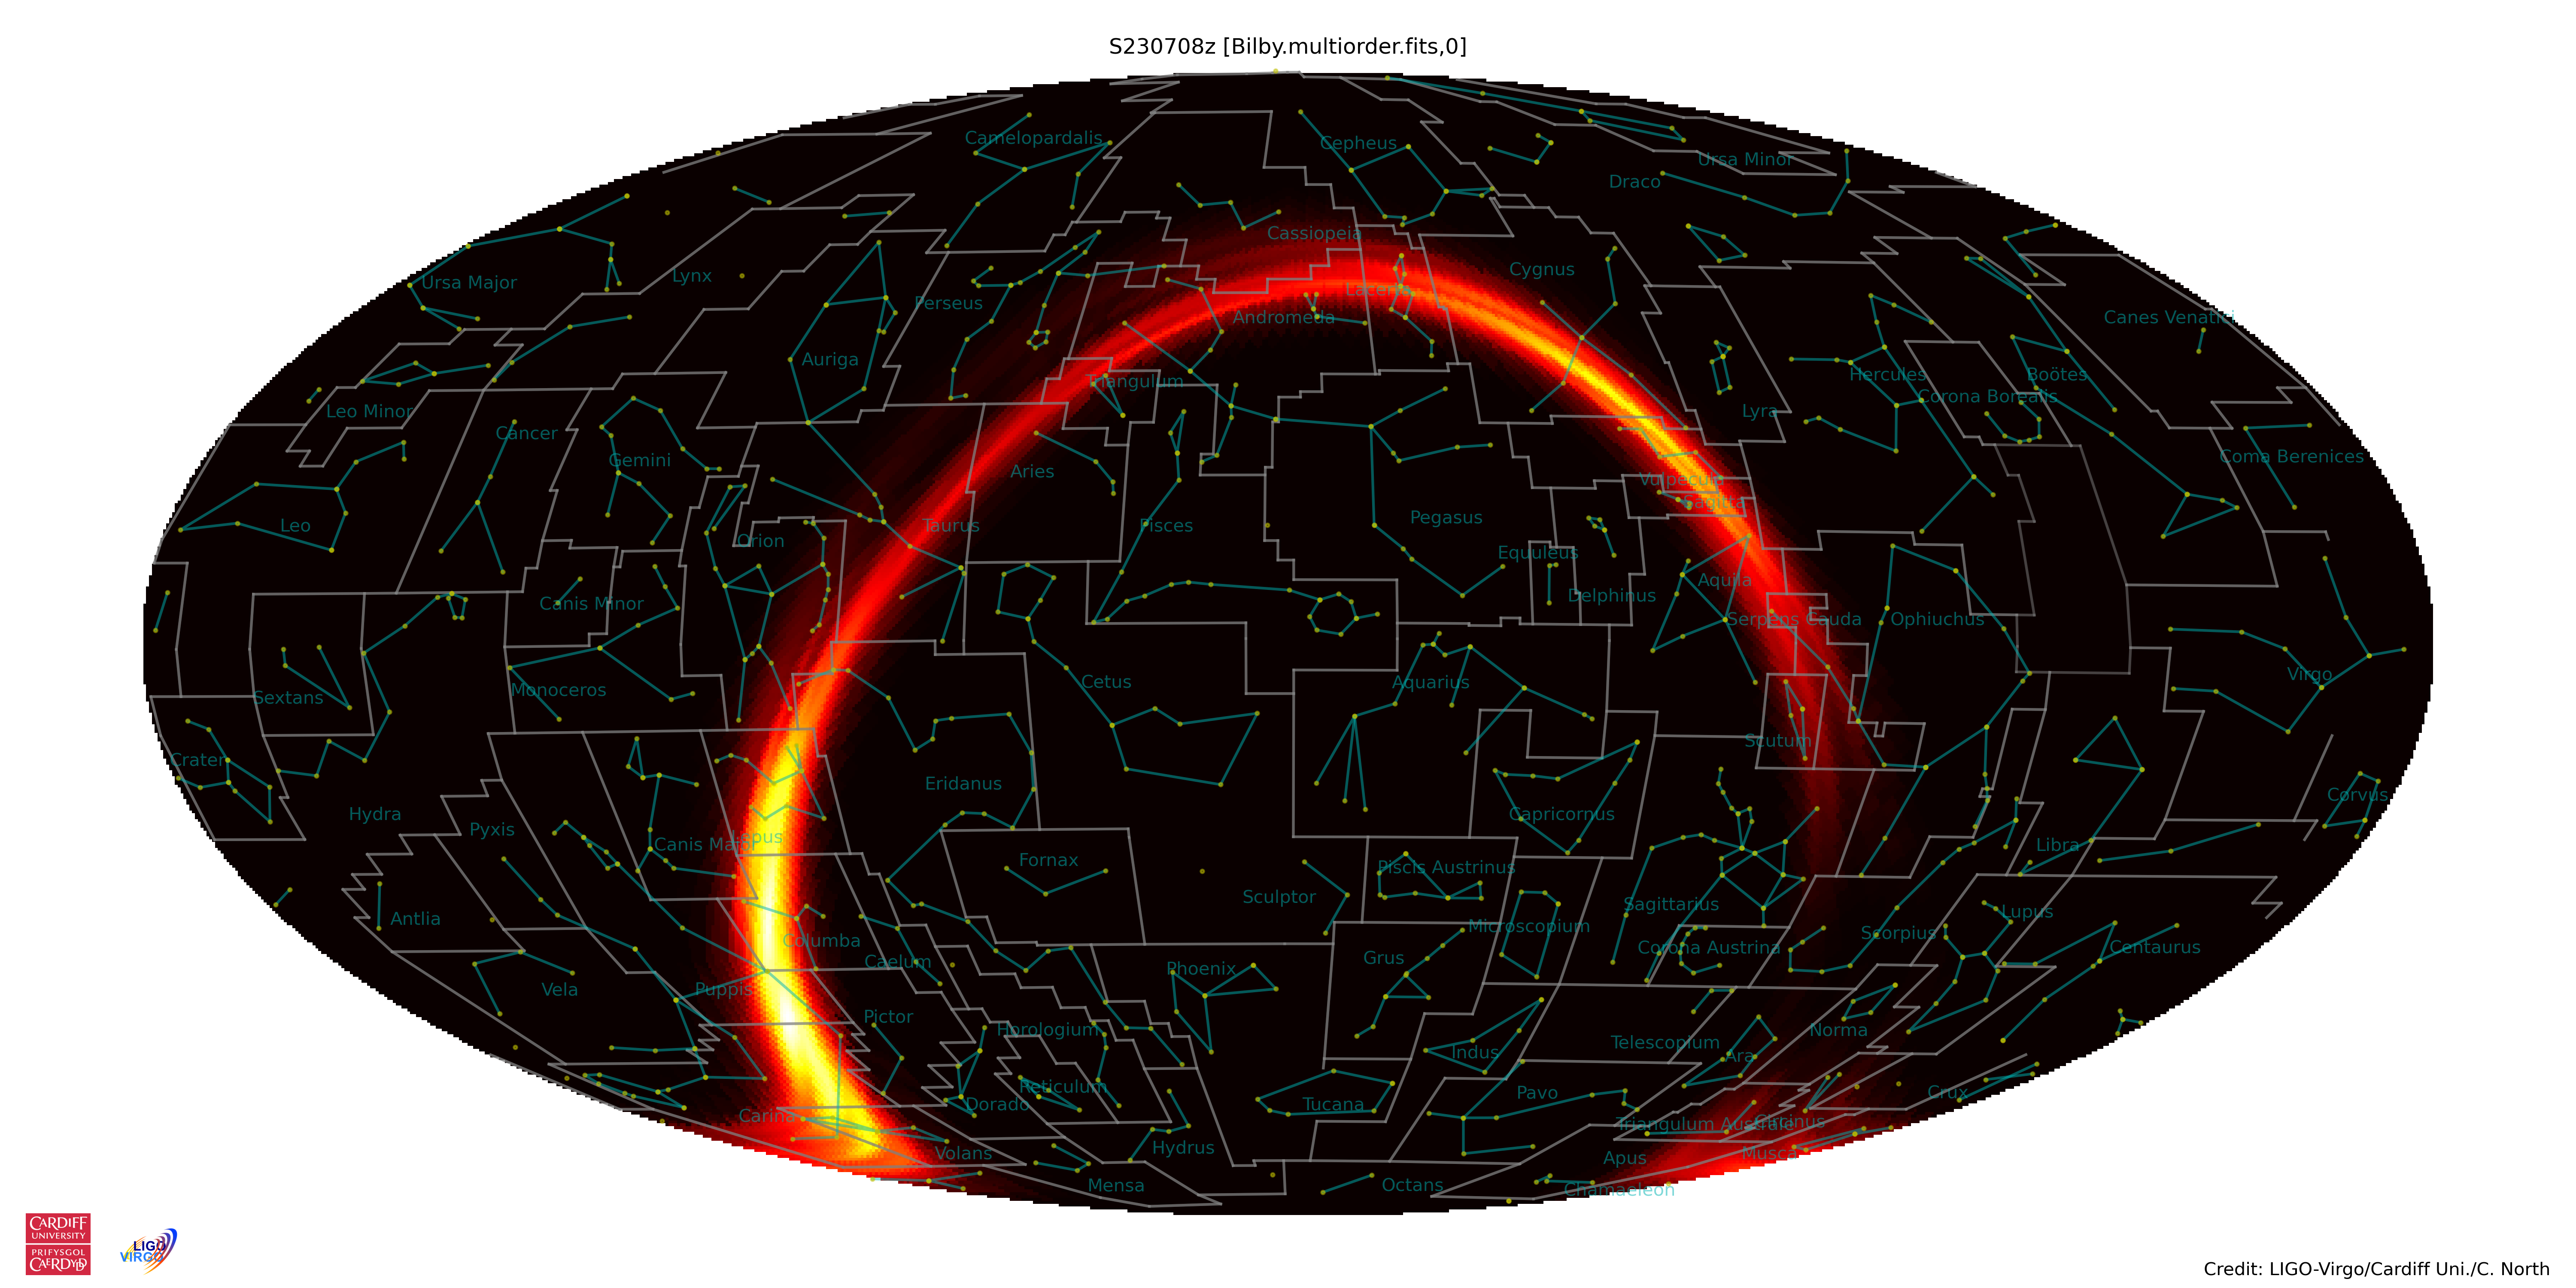 S230708z [Bilby.multiorder.fits,0]
Camelopardalis
Cepheus
Ursa Minor
Draco
Cassiopeia
Cygnus
Lynx
Ursa Major
Perseus
Lacerta
Andromeda
Canes Venatici
Auriga
Triangulum
Hercules
Boötes
Corona Borealis
Leo Minor
Lyra
Cancer
Gemini
Aries
Coma Berenices
Vulpecula
Sagitta
Leo
Orion
Taurus
Pisces
Pegasus
Equuleus
Delphinus
Aquila
Canis Minor
Serpens Cauda
Ophiuchus
Sextans
Monoceros
Cetus
Aquarius
Virgo
Crater
Scutum
Eridanus
Hydra
Pyxis
Capricornus
Corvus
Canis Major
Lepus
Libra
Fornax
Piscis Austrinus
Sculptor
Sagittarius
Antlia
Microscopium
Lupus
Columba
Scorpius
Corona Austrina
Centaurus
Caelum
Phoenix
Grus
Vela
Puppis
Pictor
Horologium
Indus
Telescopium
Norma
Ara
Reticulum
Dorado
Tucana
Pavo
Crux
Carina
Triangulum Australe
Circinus
Volans
Hydrus
Apus
Musca
Mensa
Octans
Chamaeleon
CARDIFF
UNIVERSITY
PRIFYSGOL
CAERDYDD
LIGO
VIRGO
Credit: LIGO-Virgo/Cardiff Uni./C. North